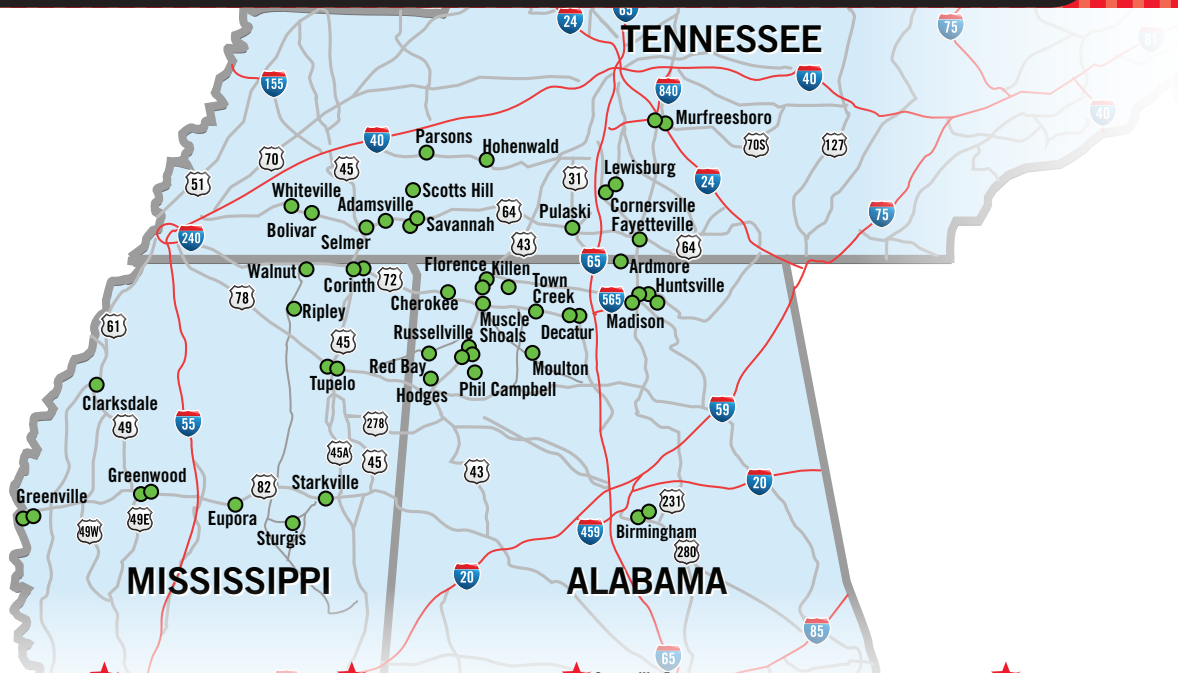 65
24
TENNESSEE
75
155
840
40
Murfreesboro
40
40
Parsons
Hohenwald
70S
127
70
45
51
31
Lewisburg
24
Whiteville
Scotts Hill
Adamsville
64
Pulaski
Cornersville
75
Bolivar
Savannah
Fayetteville
Selmer
240
43
64
65
Walnut
Florence
Killen
Ardmore
Corinth
72
Town
Creek
Huntsville
78
Cherokee
565
Ripley
Muscle
Shoals
Decatur
Madison
61
45
Russellville
Red Bay
Moulton
Tupelo
Hodges
Phil Campbell
Clarksdale
59
49
55
278
45A
45
43
Greenwood
82
Starkville
20
Greenville
231
49W
49E
Eupora
Sturgis
459
Birmingham
280
MISSISSIPPI
20
ALABAMA
85
65